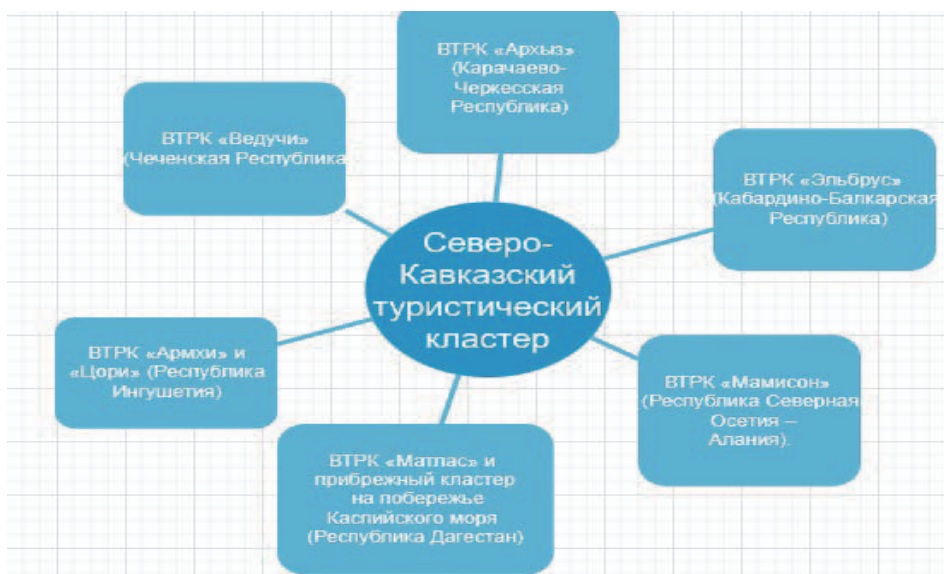 ВТРК «Архыз»
(Карачаево-
Черкесская
Республика)
ВТРК «Ведучи»
(Чеченская Республика
ВТРК «Эльбрус»
(Кабардино-Балкарская
Республика)
Северо-
Кавказский
туристический
кластер
ВТРК «Армхи» и
«Цори» (Республика
Ингушетия)
ВТРК «Мамисон»
(Республика Северная
Осетия –
Алания).
ВТРК «Матлас» и
прибрежный кластер
на побережье
Каспийского моря
(Республика Дагестан)